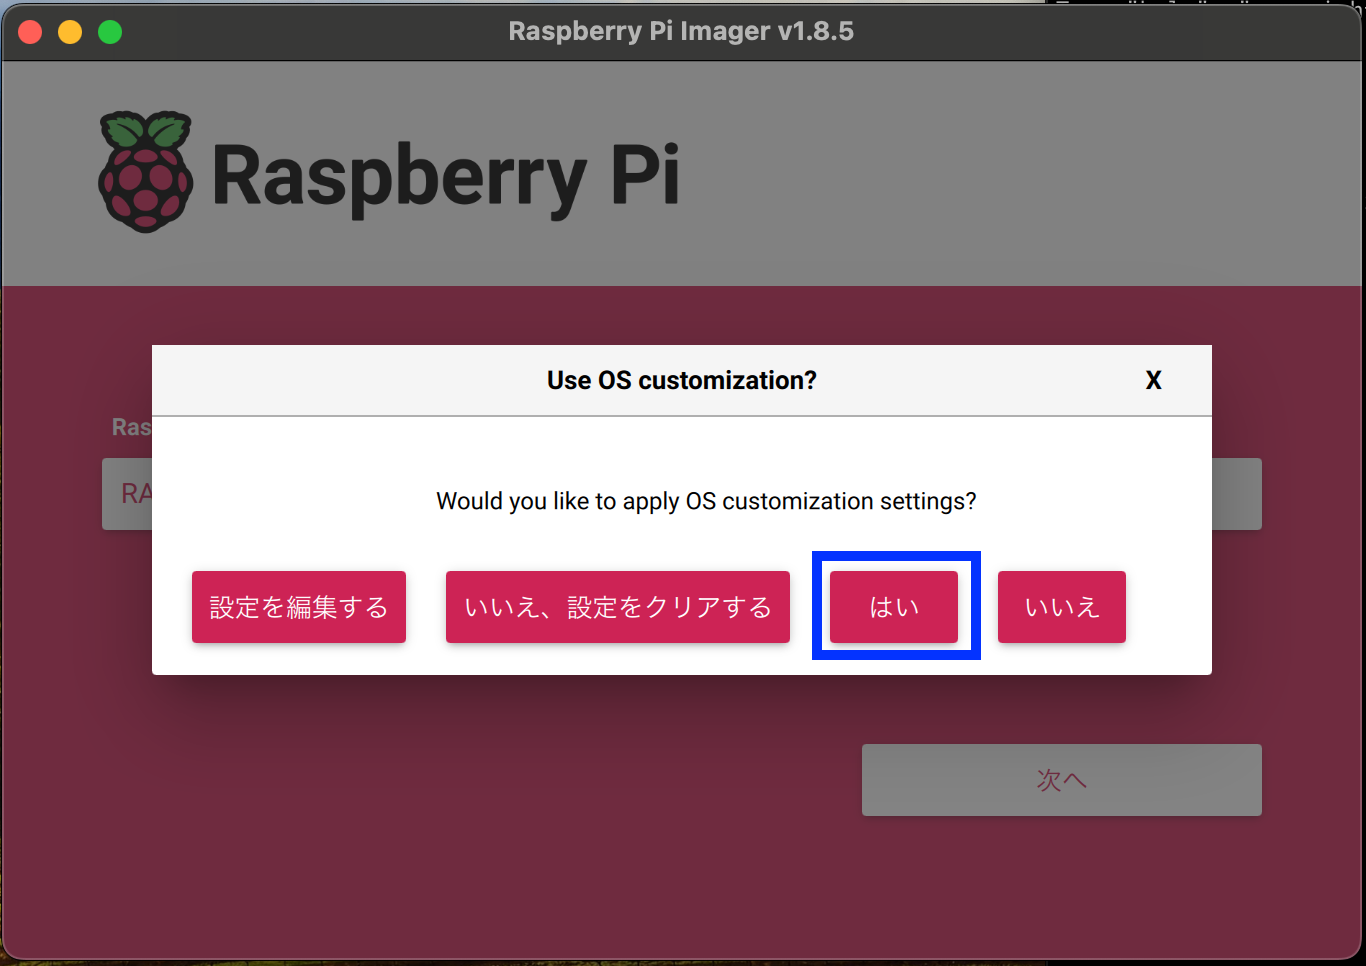 Raspberry Pi Imager v1.8.5
Raspberry Pi
Use OS customization?
X
Ras
RA
Would you like to apply OS customization settings?
設定を編集する
いいえ、設定をクリアする
はい
いいえ
次へ